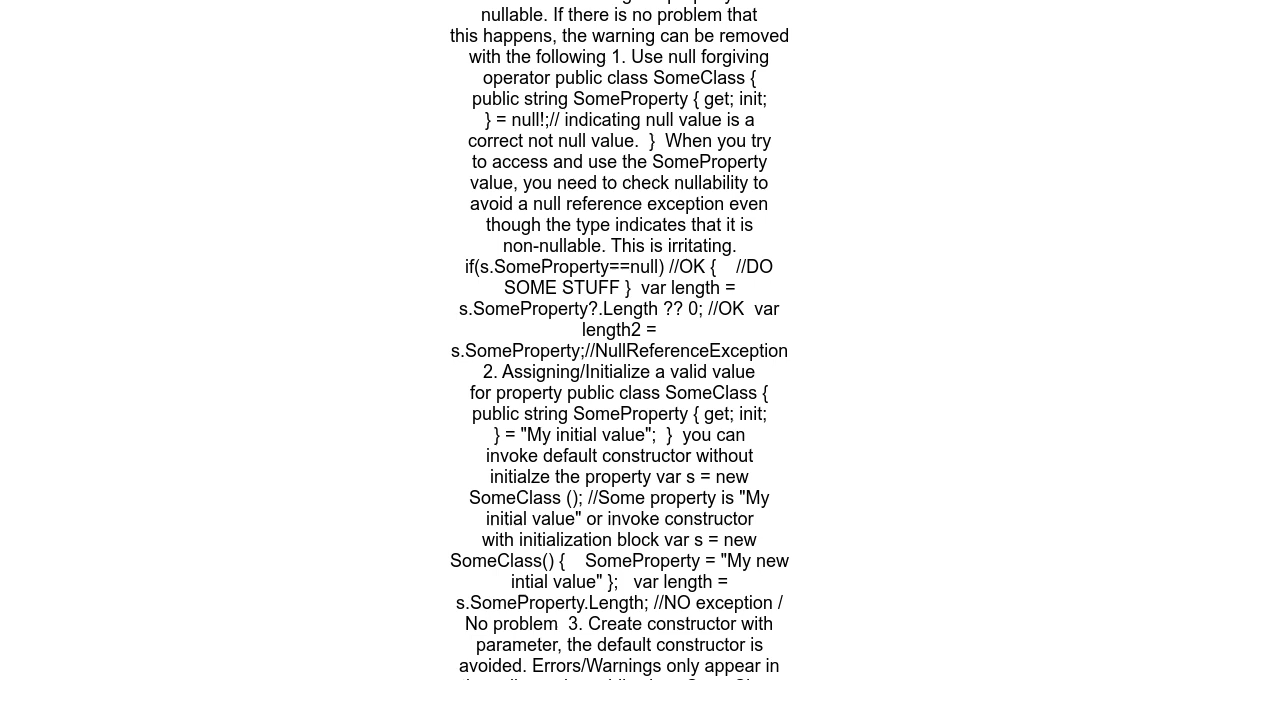 nullable. If there is no problem that
this happens, the warning can be removed
with the following 1. Use null forgiving
operator public class SomeClass {
public string SomeProperty { get; init;
} = null!;// indicating null value is a
correct not null value.  }  When you try
to access and use the SomeProperty
value, you need to check nullability to
avoid a null reference exception even
though the type indicates that it is
non-nullable. This is irritating.
if(s.SomeProperty==null) //OK {    //DO
SOME STUFF }  var length =
s.SomeProperty?.Length ?? 0; //OK  var
length2 =
s.SomeProperty;//NullReferenceException
2. Assigning/Initialize a valid value
for property public class SomeClass {
public string SomeProperty { get; init;
} = "My initial value";  }  you can
invoke default constructor without
initialze the property var s = new
SomeClass (); //Some property is "My
initial value" or invoke constructor
with initialization block var s = new
SomeClass() {    SomeProperty = "My new
intial value" };   var length =
s.SomeProperty.Length; //NO exception /
No problem  3. Create constructor with
parameter, the default constructor is
avoided. Errors/Warnings only appear in